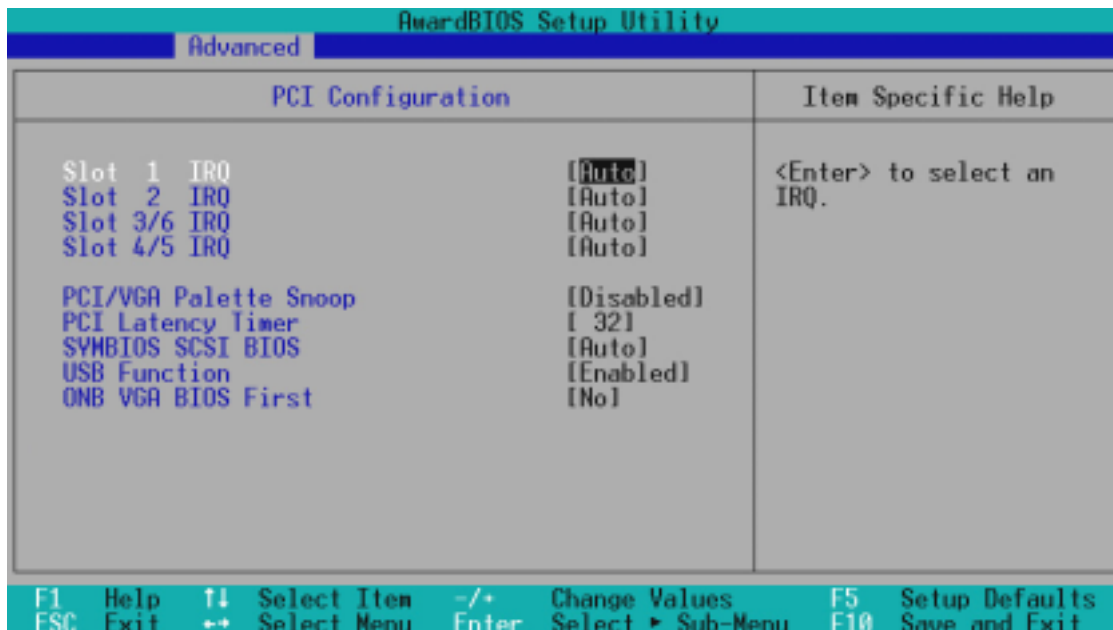 AwardBIOS Setup Utility
Advanced
PCI Configuration
Item Specific Help
Slot 1 IRQ [Auto]
Slot 2 IRQ [Auto]
Slot 3/6 IRQ [Auto]
Slot 4/5 IRQ [Auto]
PCI/VGA Palette Snoop [Disabled]
PCI Latency Timer [ 32]
SYMBIOS SCSI BIOS [Auto]
USB Function [Enabled]
ONB VGA BIOS First [No]
<Enter> to select an
IRQ.
F1 Help ↑↓ Select Item -/+ Change Values F5 Setup Defaults
ESC Exit ←→ Select Menu Enter Select ► Sub-Menu F10 Save and Exit